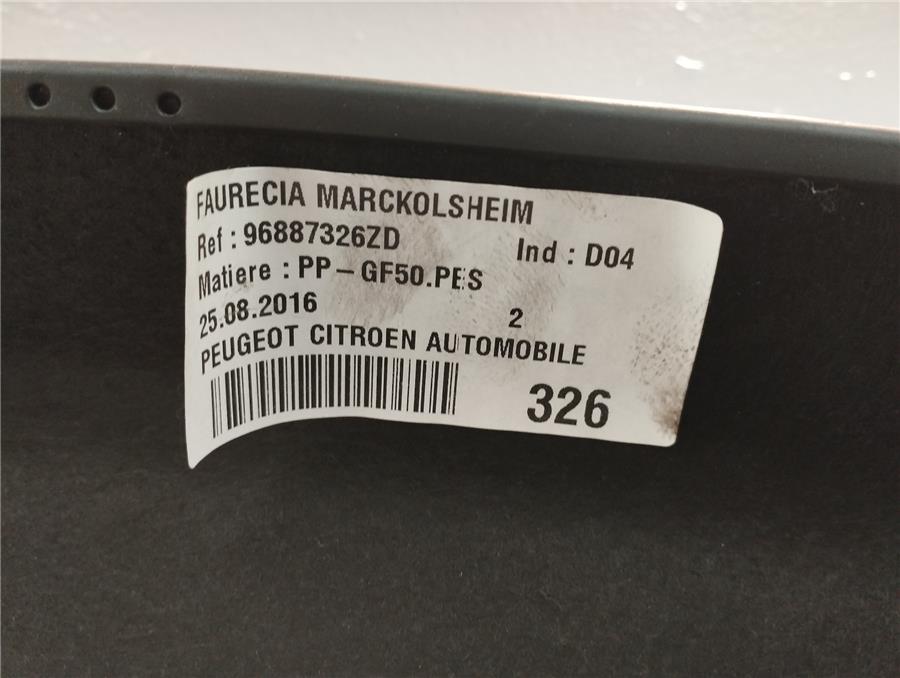 FAURECIA MARCKOLSHEIM
Ref : 96887326ZD Ind : D04
Matiere : PP-GF50.PES
25.08.2016 2
PEUGEOT CITROEN AUTOMOBILE
326